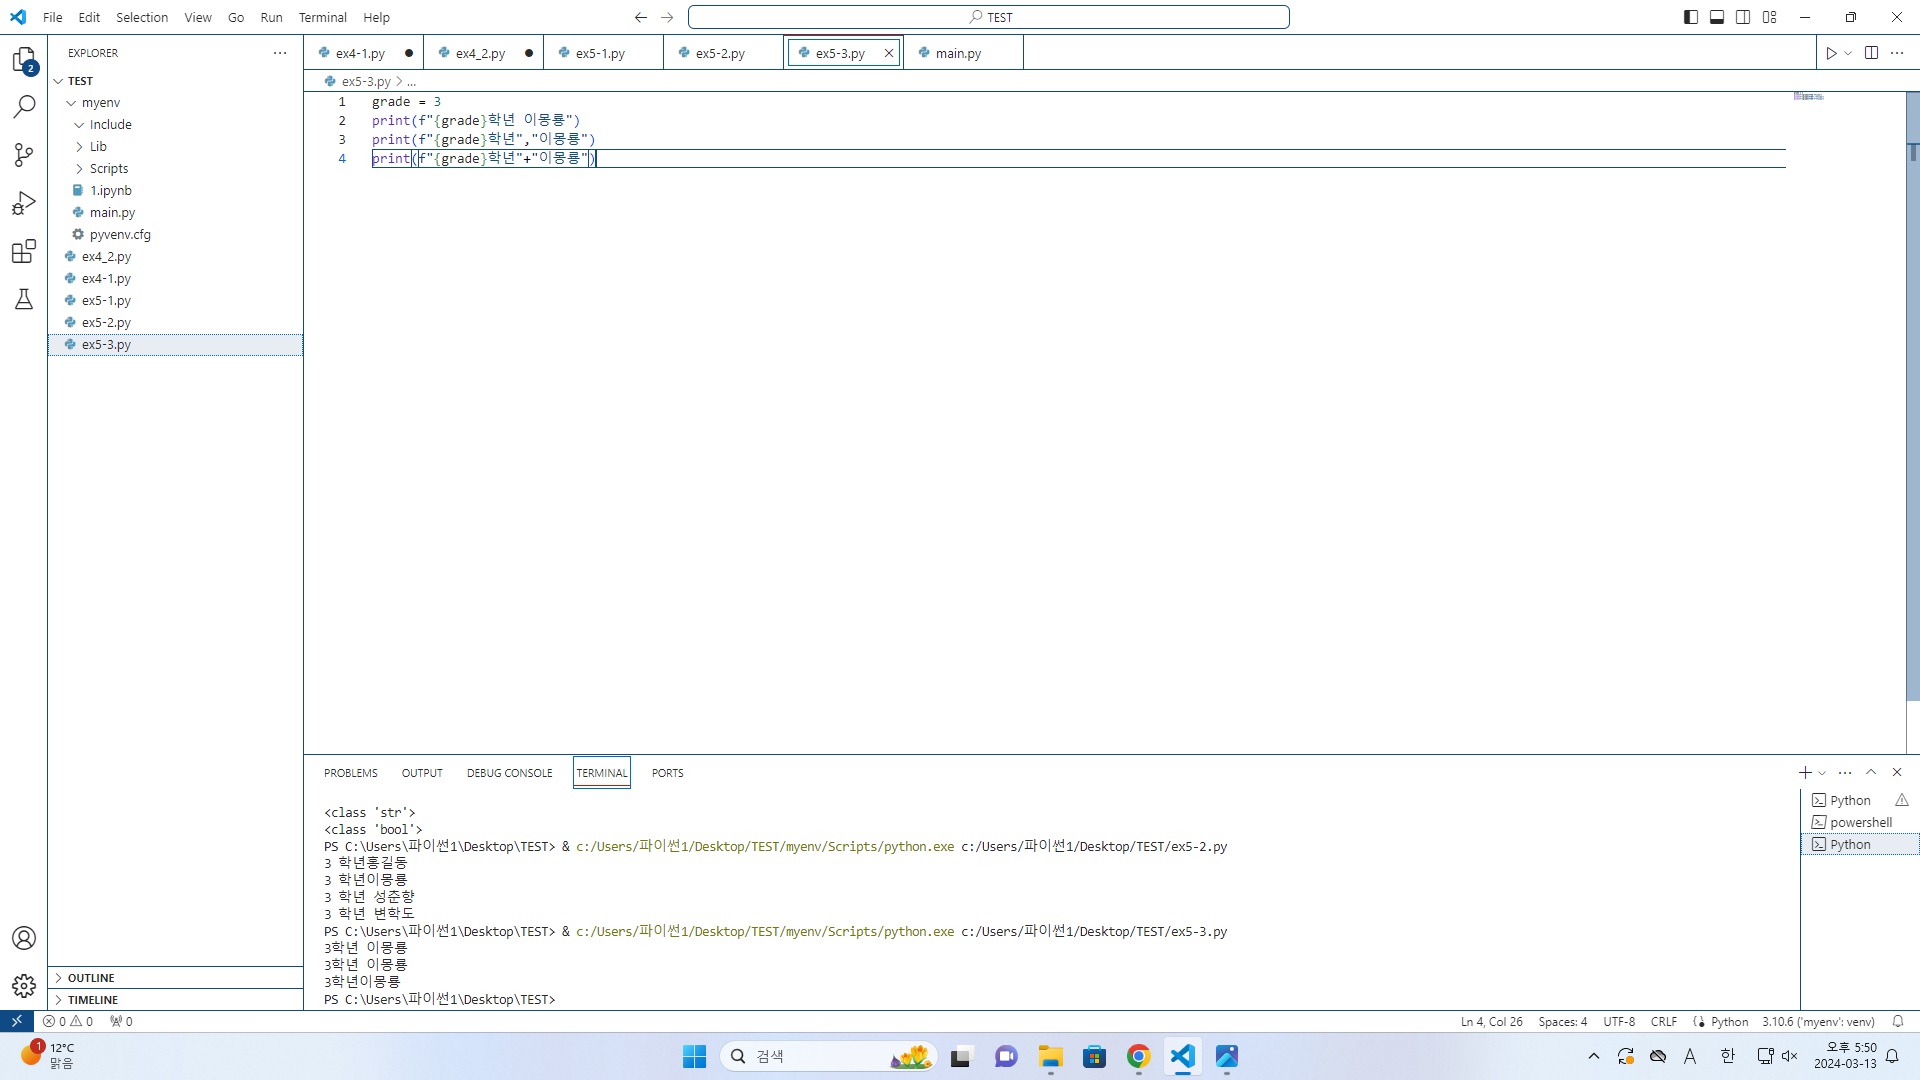 File Edit Selection View Go Run Terminal Help
TEST
2
EXPLORER
TEST
myenv
Include
Lib
Scripts
1.ipynb
main.py
pyvenv.cfg
ex4_2.py
ex4-1.py
ex5-1.py
ex5-2.py
ex5-3.py
OUTLINE
TIMELINE
ex4-1.py ex4_2.py ex5-1.py ex5-2.py ex5-3.py main.py
ex5-3.py > ...
1 grade = 3
2 print(f"{grade}학년 이몽룡")
3 print(f"{grade}학년","이몽룡")
4 print(f"{grade}학년"+"이몽룡")
PROBLEMS OUTPUT DEBUG CONSOLE TERMINAL PORTS
<class 'str'>
<class 'bool'>
PS C:\Users\파이썬1\Desktop\TEST> & c:/Users/파이썬1/Desktop/TEST/myenv/Scripts/python.exe c:/Users/파이썬1/Desktop/TEST/ex5-2.py
3 학년홍길동
3 학년이몽룡
3 학년 성춘향
3 학년 변학도
PS C:\Users\파이썬1\Desktop\TEST> & c:/Users/파이썬1/Desktop/TEST/myenv/Scripts/python.exe c:/Users/파이썬1/Desktop/TEST/ex5-3.py
3학년 이몽룡
3학년 이몽룡
3학년이몽룡
PS C:\Users\파이썬1\Desktop\TEST>
Python
powershell
Python
0 0 0
Ln 4, Col 26 Spaces: 4 UTF-8 CRLF Python 3.10.6 ('myenv': venv)
1
12°C
맑음
검색
A 한
오후 5:50
2024-03-13